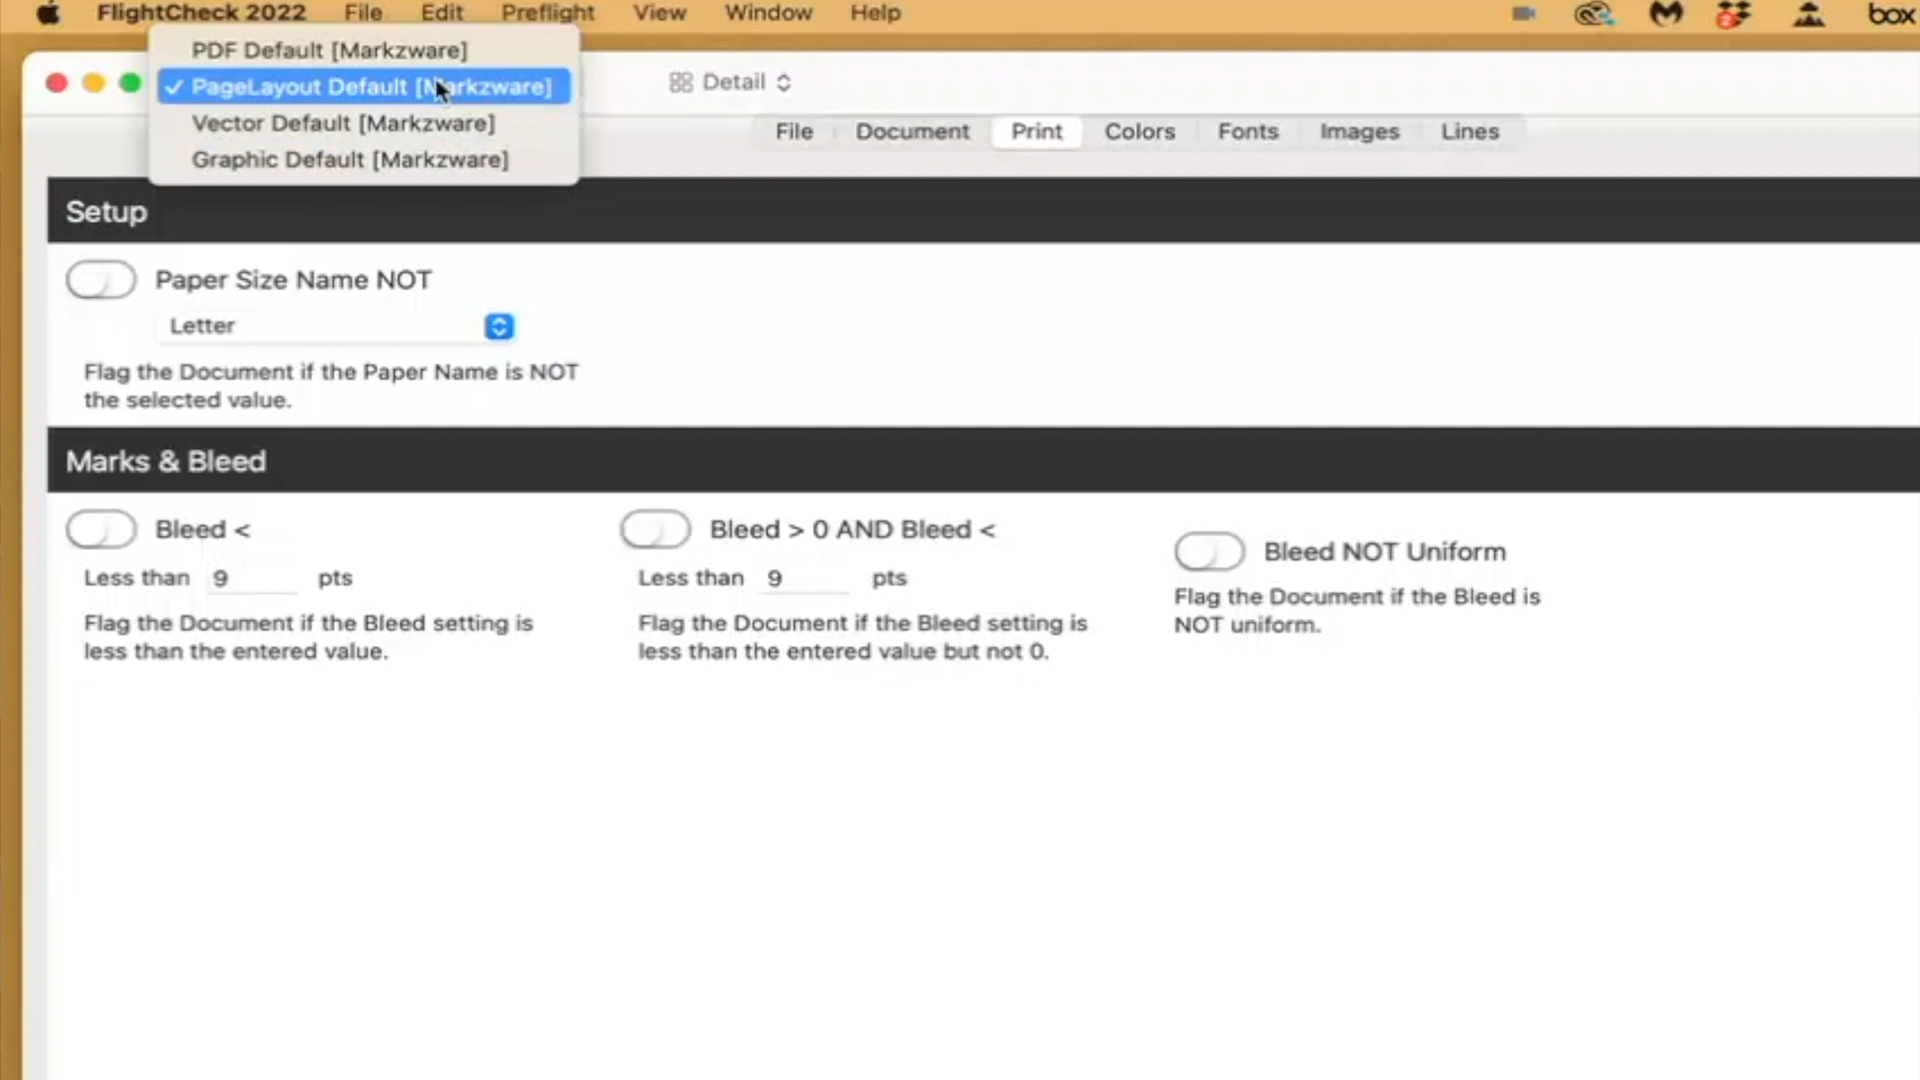 FlightCheck 2022 File Edit Preflight View Window Help box
PDF Default [Markzware]
✓ PageLayout Default [Markzware]
Vector Default [Markzware]
Graphic Default [Markzware]
Detail
File Document Print Colors Fonts Images Lines
Setup
Paper Size Name NOT
Letter
Flag the Document if the Paper Name is NOT
the selected value.
Marks & Bleed
Bleed <
Less than 9 pts
Flag the Document if the Bleed setting is
less than the entered value.
Bleed > 0 AND Bleed <
Less than 9 pts
Flag the Document if the Bleed setting is
less than the entered value but not 0.
Bleed NOT Uniform
Flag the Document if the Bleed is
NOT uniform.